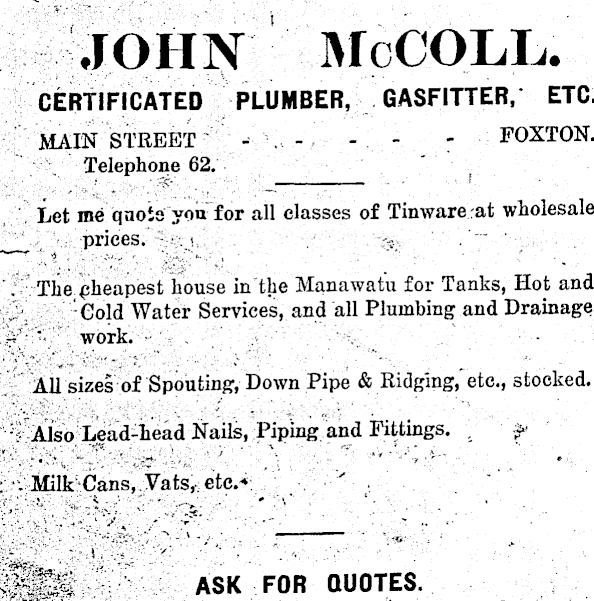 JOHN McCOLL.
CERTIFICATED PLUMBER, GASFITTER, ETC.
MAIN STREET - - - - - FOXTON.
Telephone 62.
Let me quote you for all classes of Tinware at wholesale
prices.
The cheapest house in the Manawatu for Tanks, Hot and
Cold Water Services, and all Plumbing and Drainage
work.
All sizes of Spouting, Down Pipe & Ridging, etc., stocked.
Also Lead-head Nails, Piping and Fittings.
Milk Cans, Vats, etc.
ASK FOR QUOTES.